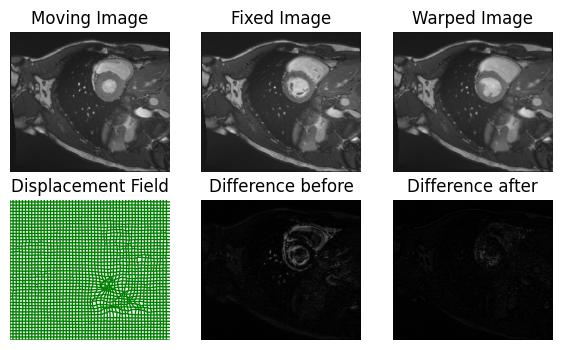 Moving Image
Fixed Image
Warped Image
Displacement Field
Difference before
Difference after